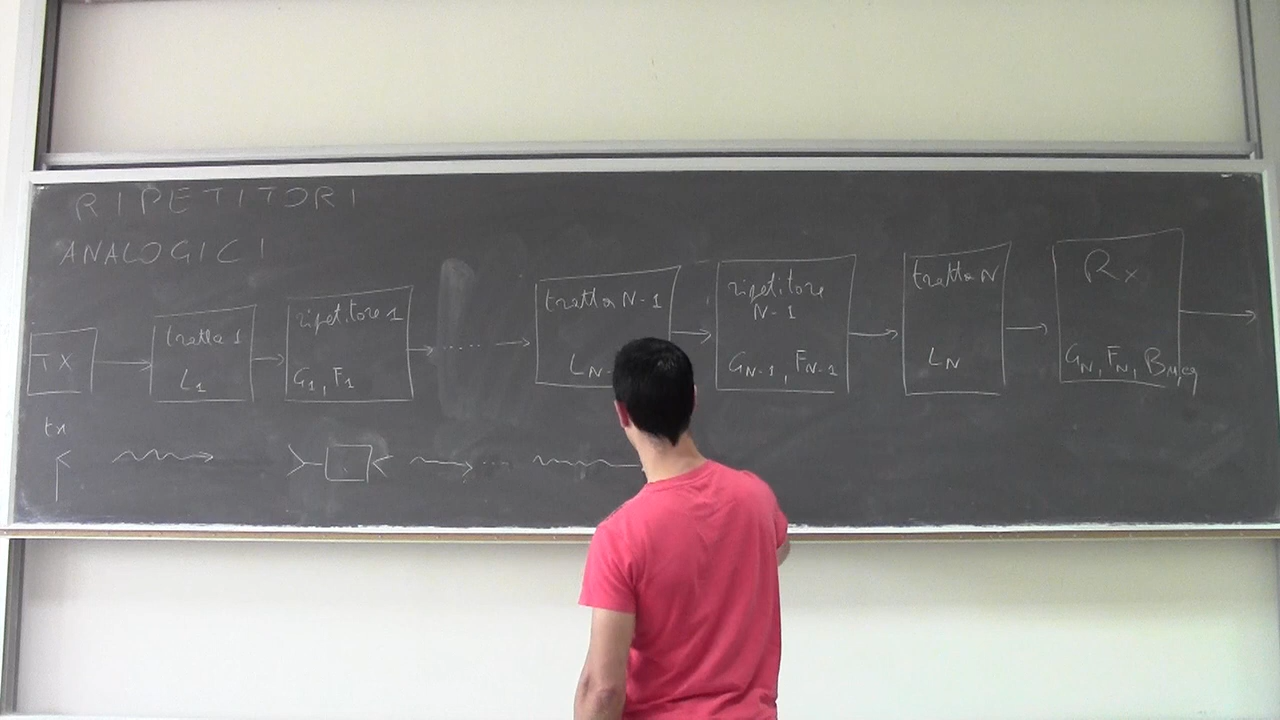 RIPETITORI
ANALOGICI
TX
tratta 1
L1
ripetitore 1
G1, F1
......
tratta N-1
LN-
ripetitore
N-1
GN-1, FN-1
tratta N
LN
Rx
GN, FN, BN,eq
tx
...